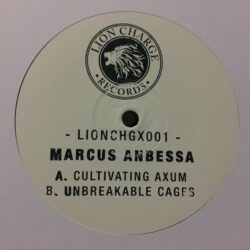 LION CHARGE
RECORDS
- LIONCHGX001 -
MARCUS ANBESSA
A. CULTIVATING AXUM
B. UNBREAKABLE CAGES